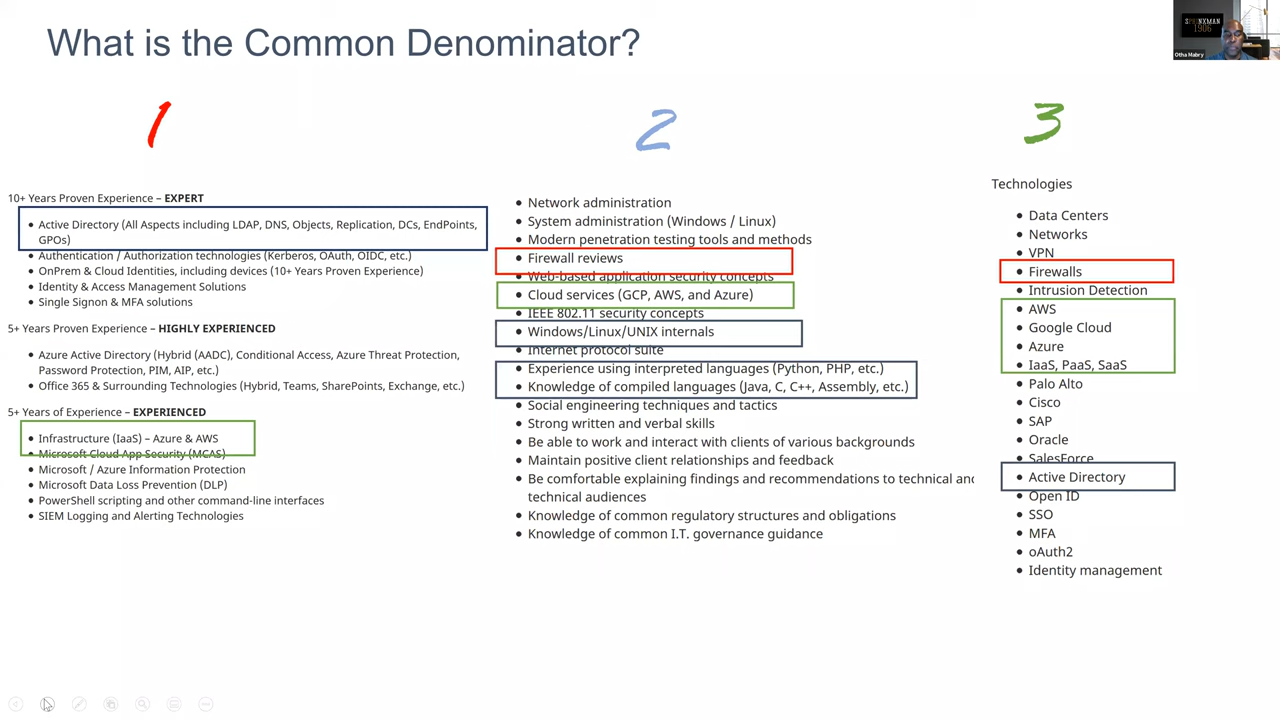 What is the Common Denominator?
SPHINXMAN
1906
Otha Mabry
1
2
3
10+ Years Proven Experience – EXPERT
Active Directory (All Aspects including LDAP, DNS, Objects, Replication, DCs, EndPoints,
GPOs)
Authentication / Authorization technologies (Kerberos, OAuth, OIDC, etc.)
OnPrem & Cloud Identities, including devices (10+ Years Proven Experience)
Identity & Access Management Solutions
Single Signon & MFA solutions
5+ Years Proven Experience – HIGHLY EXPERIENCED
Azure Active Directory (Hybrid (AADC), Conditional Access, Azure Threat Protection,
Password Protection, PIM, AIP, etc.)
Office 365 & Surrounding Technologies (Hybrid, Teams, SharePoints, Exchange, etc.)
5+ Years of Experience – EXPERIENCED
Infrastructure (IaaS) – Azure & AWS
Microsoft Cloud App Security (MCAS)
Microsoft / Azure Information Protection
Microsoft Data Loss Prevention (DLP)
PowerShell scripting and other command-line interfaces
SIEM Logging and Alerting Technologies
Network administration
System administration (Windows / Linux)
Modern penetration testing tools and methods
Firewall reviews
Web-based application security concepts
Cloud services (GCP, AWS, and Azure)
IEEE 802.11 security concepts
Windows/Linux/UNIX internals
Internet protocol suite
Experience using interpreted languages (Python, PHP, etc.)
Knowledge of compiled languages (Java, C, C++, Assembly, etc.)
Social engineering techniques and tactics
Strong written and verbal skills
Be able to work and interact with clients of various backgrounds
Maintain positive client relationships and feedback
Be comfortable explaining findings and recommendations to technical and
technical audiences
Knowledge of common regulatory structures and obligations
Knowledge of common I.T. governance guidance
Technologies
Data Centers
Networks
VPN
Firewalls
Intrusion Detection
AWS
Google Cloud
Azure
IaaS, PaaS, SaaS
Palo Alto
Cisco
SAP
Oracle
SalesForce
Active Directory
Open ID
SSO
MFA
oAuth2
Identity management